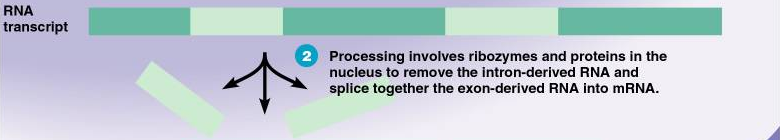 RNA
transcript
2 Processing involves ribozymes and proteins in the
nucleus to remove the intron-derived RNA and
splice together the exon-derived RNA into mRNA.